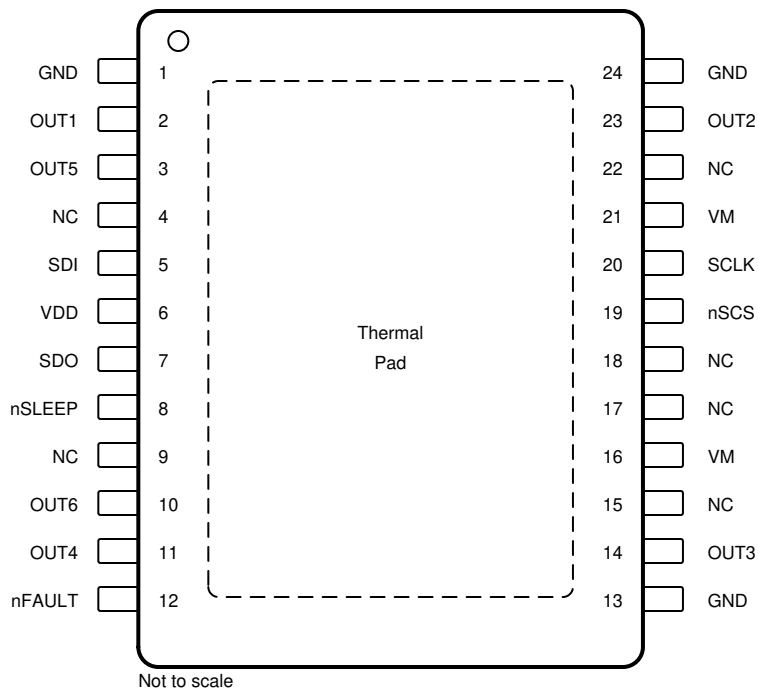 GND 1 24 GND
OUT1 2 23 OUT2
OUT5 3 22 NC
NC 4 21 VM
SDI 5 20 SCLK
VDD 6 19 nSCS
Thermal
Pad
SDO 7 18 NC
nSLEEP 8 17 NC
NC 9 16 VM
OUT6 10 15 NC
OUT4 11 14 OUT3
nFAULT 12 13 GND
Not to scale